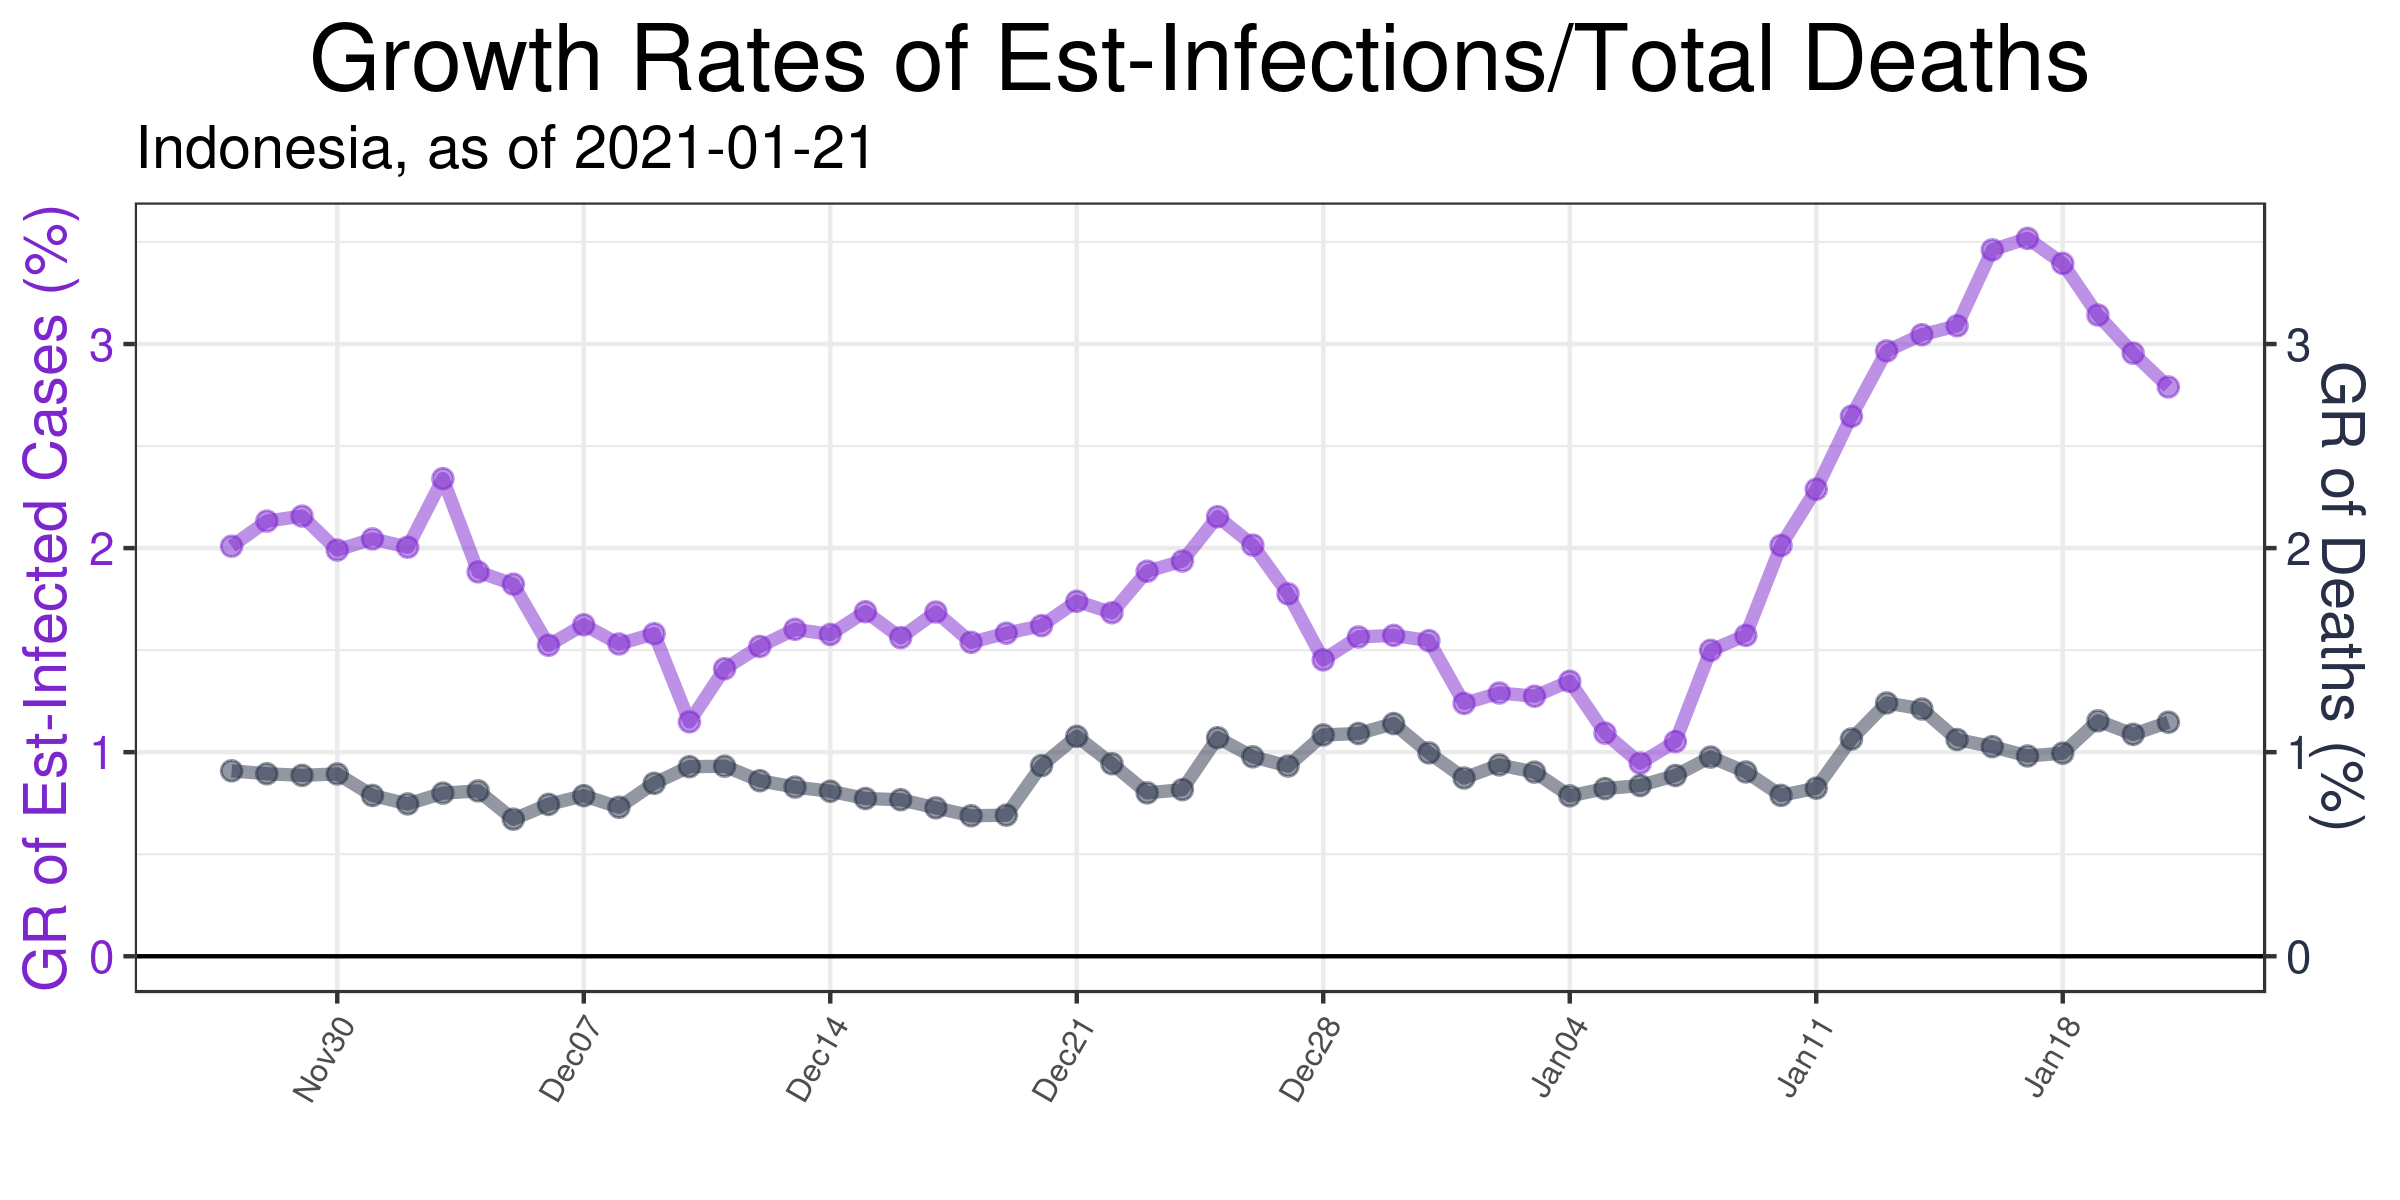 Growth Rates of Est-Infections/Total Deaths
Indonesia, as of 2021-01-21
GR of Est-Infected Cases (%)
3
2
1
0
3
2
1
0
GR of Deaths (%)
Nov30
Dec07
Dec14
Dec21
Dec28
Jan04
Jan11
Jan18